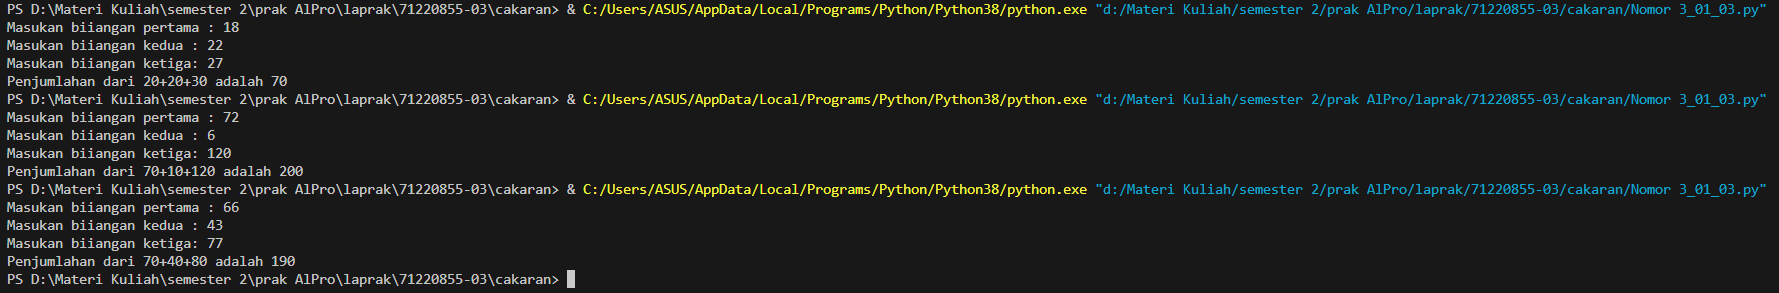 PS D:\Materi Kuliah\semester 2\prak AlPro\laprak\71220855-03\cakaran> & C:/Users/ASUS/AppData/Local/Programs/Python/Python38/python.exe "d:/Materi Kuliah/semester 2/prak AlPro/laprak/71220855-03/cakaran/Nomor 3_01_03.py"
Masukan biiangan pertama : 18
Masukan biiangan kedua : 22
Masukan biiangan ketiga: 27
Penjumlahan dari 20+20+30 adalah 70
PS D:\Materi Kuliah\semester 2\prak AlPro\laprak\71220855-03\cakaran> & C:/Users/ASUS/AppData/Local/Programs/Python/Python38/python.exe "d:/Materi Kuliah/semester 2/prak AlPro/laprak/71220855-03/cakaran/Nomor 3_01_03.py"
Masukan biiangan pertama : 72
Masukan biiangan kedua : 6
Masukan biiangan ketiga: 120
Penjumlahan dari 70+10+120 adalah 200
PS D:\Materi Kuliah\semester 2\prak AlPro\laprak\71220855-03\cakaran> & C:/Users/ASUS/AppData/Local/Programs/Python/Python38/python.exe "d:/Materi Kuliah/semester 2/prak AlPro/laprak/71220855-03/cakaran/Nomor 3_01_03.py"
Masukan biiangan pertama : 66
Masukan biiangan kedua : 43
Masukan biiangan ketiga: 77
Penjumlahan dari 70+40+80 adalah 190
PS D:\Materi Kuliah\semester 2\prak AlPro\laprak\71220855-03\cakaran>